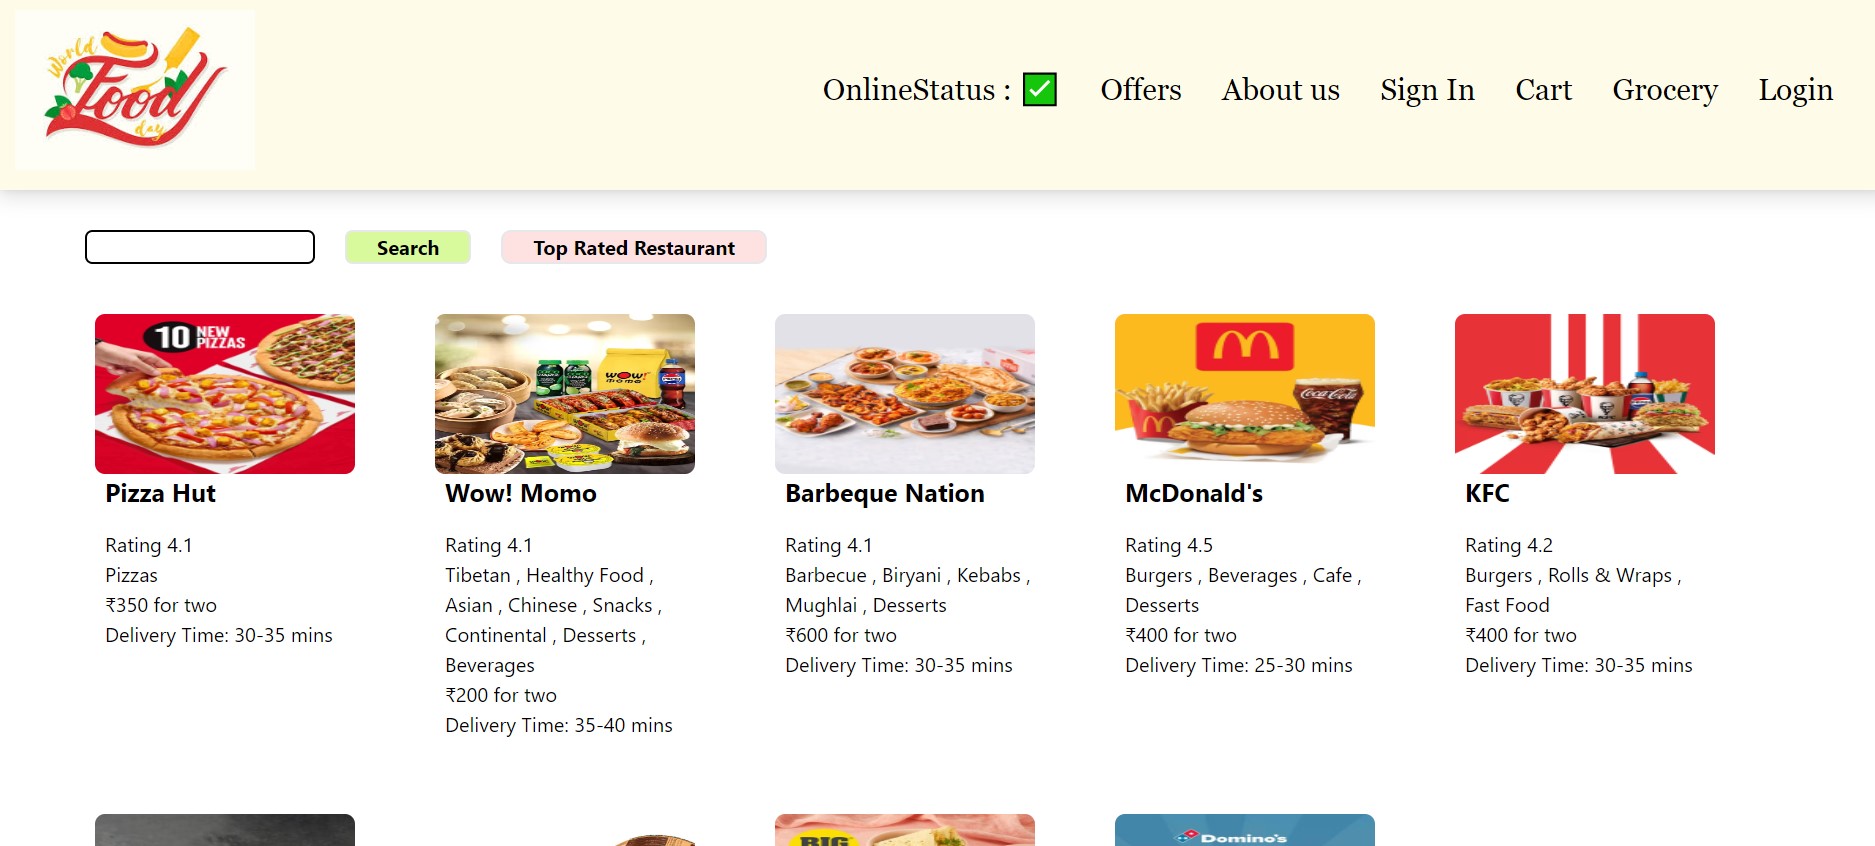 World
Food
day
OnlineStatus : ✅
Offers
About us
Sign In
Cart
Grocery
Login
Search
Top Rated Restaurant
10 NEW
PIZZAS
WOW!
MOMO
Coca-Cola
KFC
Pizza Hut
Rating 4.1
Pizzas
₹350 for two
Delivery Time: 30-35 mins
Wow! Momo
Rating 4.1
Tibetan , Healthy Food ,
Asian , Chinese , Snacks ,
Continental , Desserts ,
Beverages
₹200 for two
Delivery Time: 35-40 mins
Barbeque Nation
Rating 4.1
Barbecue , Biryani , Kebabs ,
Mughlai , Desserts
₹600 for two
Delivery Time: 30-35 mins
McDonald's
Rating 4.5
Burgers , Beverages , Cafe ,
Desserts
₹400 for two
Delivery Time: 25-30 mins
KFC
Rating 4.2
Burgers , Rolls & Wraps ,
Fast Food
₹400 for two
Delivery Time: 30-35 mins
BIG
Domino's